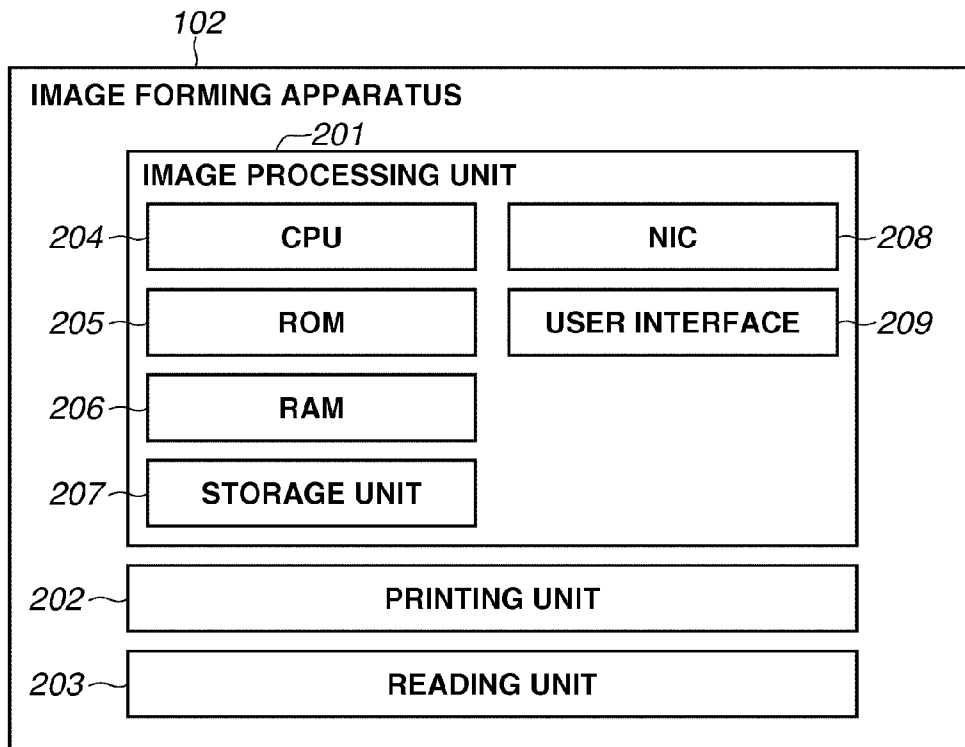 102
IMAGE FORMING APPARATUS
201
IMAGE PROCESSING UNIT
204 CPU NIC 208
205 ROM USER INTERFACE 209
206 RAM
207 STORAGE UNIT
202 PRINTING UNIT
203 READING UNIT